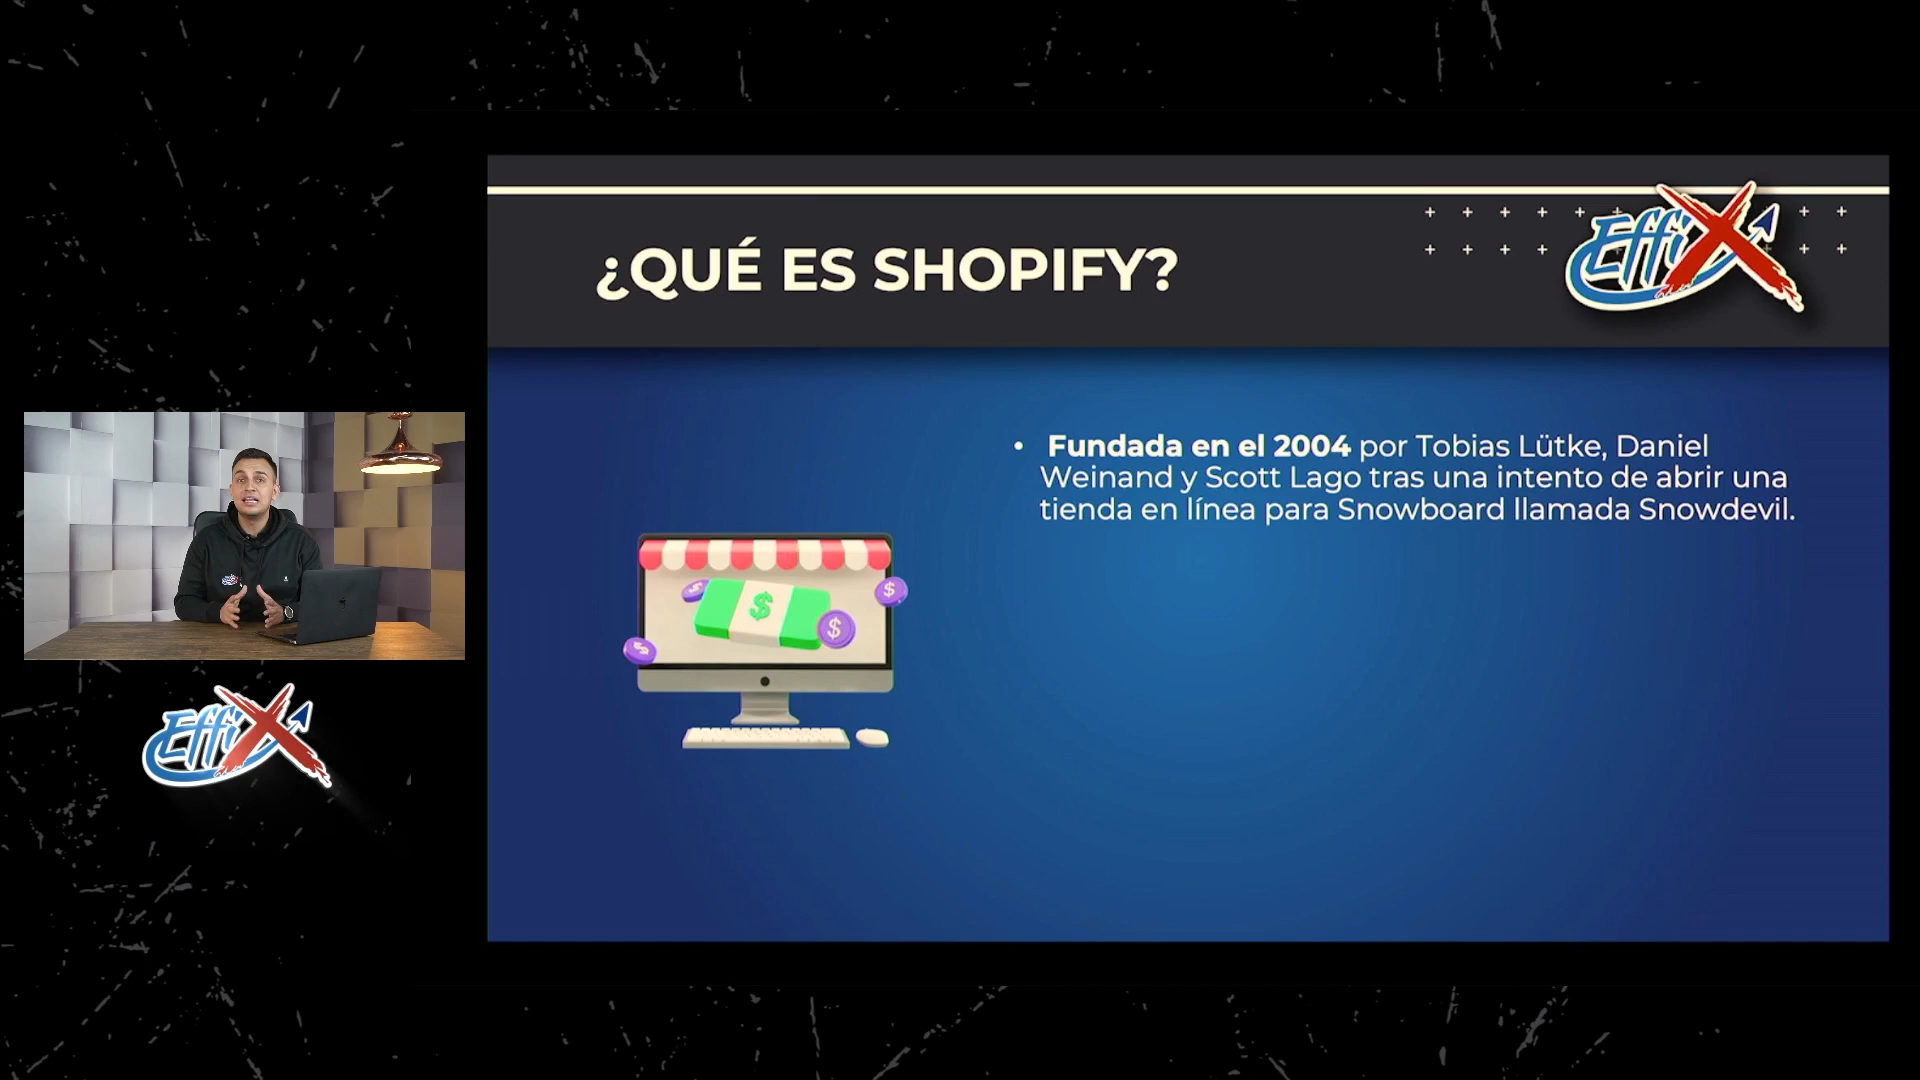 ¿QUÉ ES SHOPIFY?
EffiX
• Fundada en el 2004 por Tobias Lütke, Daniel
Weinand y Scott Lago tras una intento de abrir una
tienda en línea para Snowboard llamada Snowdevil.
$
$
$
$
EffiX